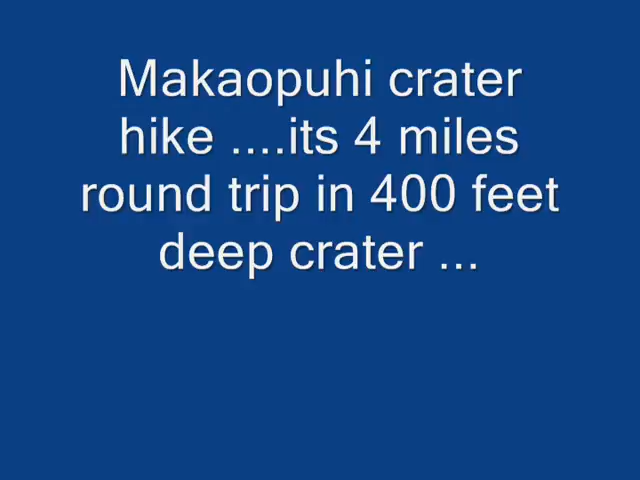 Makaopuhi crater
hike ....its 4 miles
round trip in 400 feet
deep crater ...